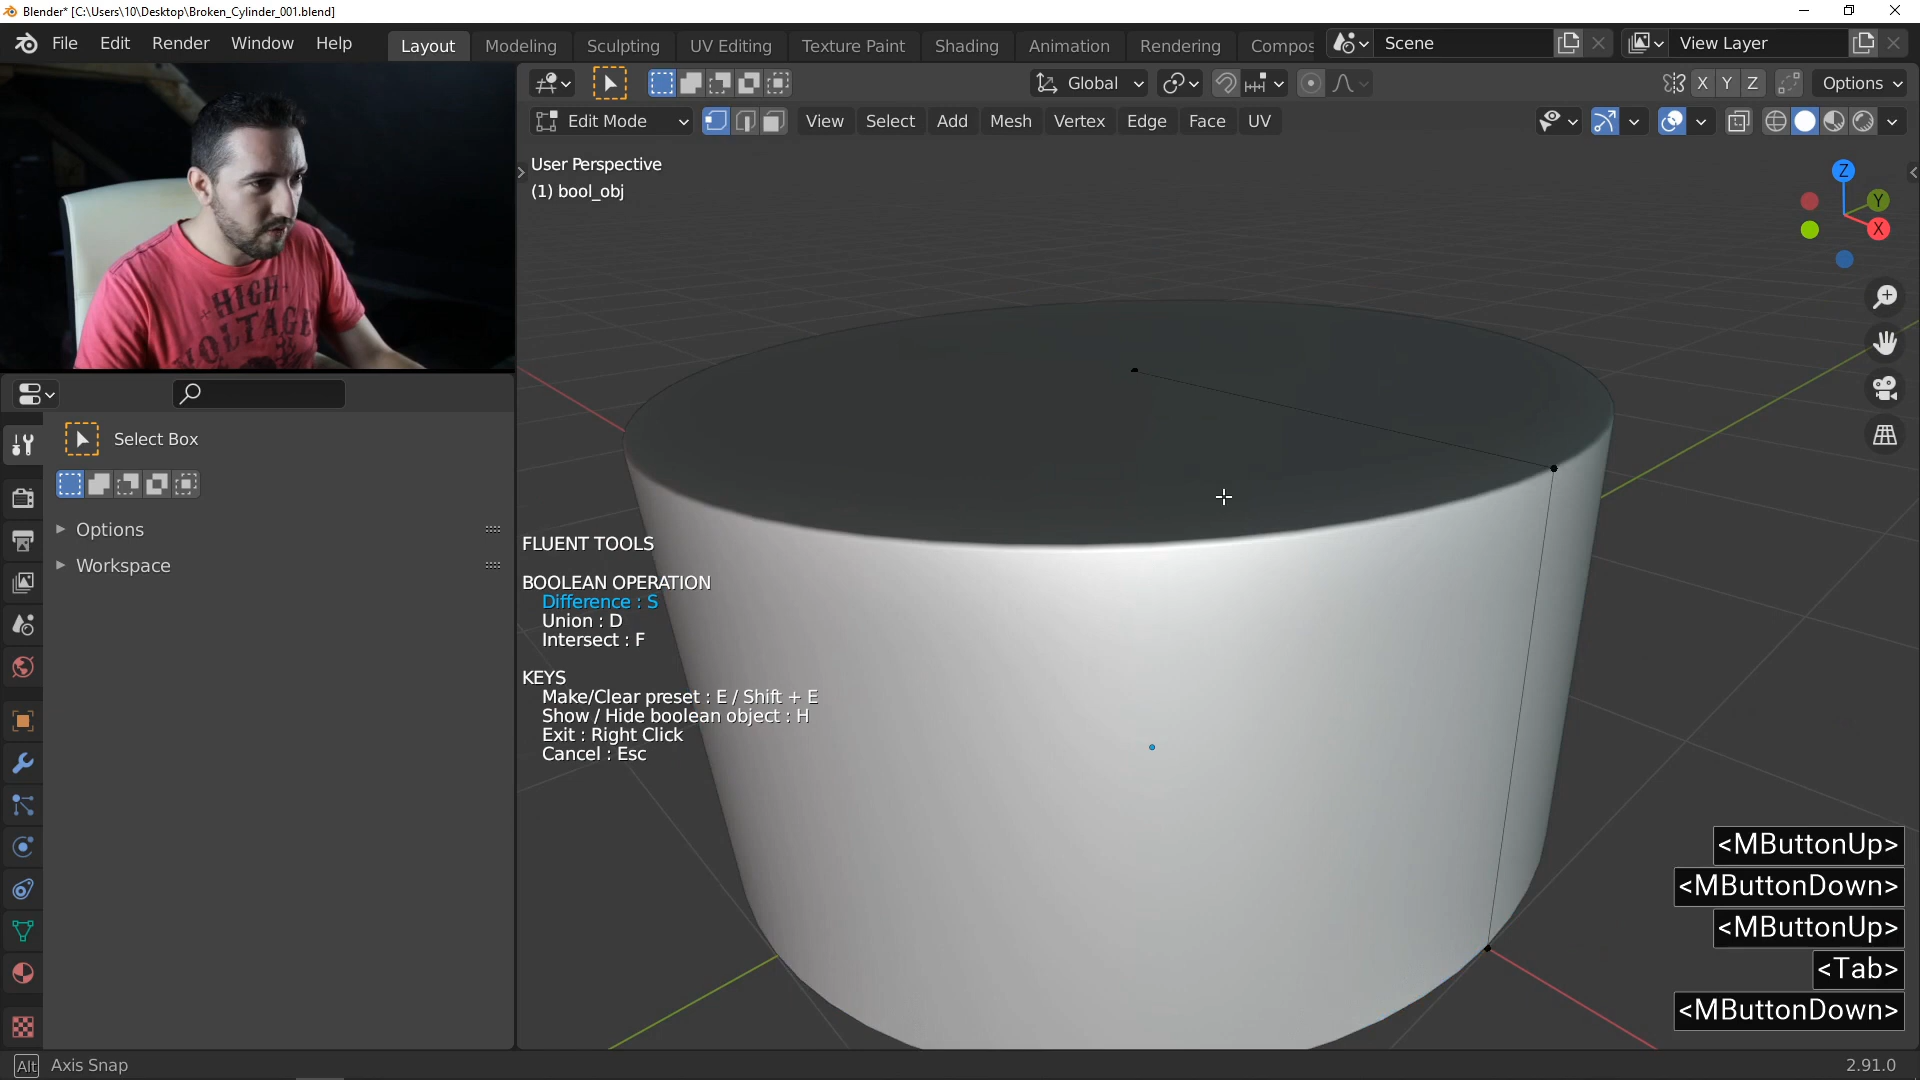 Blender* [C:\Users\10\Desktop\Broken_Cylinder_001.blend]
File Edit Render Window Help
Layout Modeling Sculpting UV Editing Texture Paint Shading Animation Rendering Compos
Scene
View Layer
Global
X Y Z
Options
Edit Mode
View Select Add Mesh Vertex Edge Face UV
User Perspective
(1) bool_obj
Z
Y
X
HIGH
VOLTAGE
Select Box
Options
Workspace
FLUENT TOOLS
BOOLEAN OPERATION
Difference : S
Union : D
Intersect : F
KEYS
Make/Clear preset : E / Shift + E
Show / Hide boolean object : H
Exit : Right Click
Cancel : Esc
<MButtonUp>
<MButtonDown>
<MButtonUp>
<Tab>
<MButtonDown>
Alt Axis Snap
2.91.0